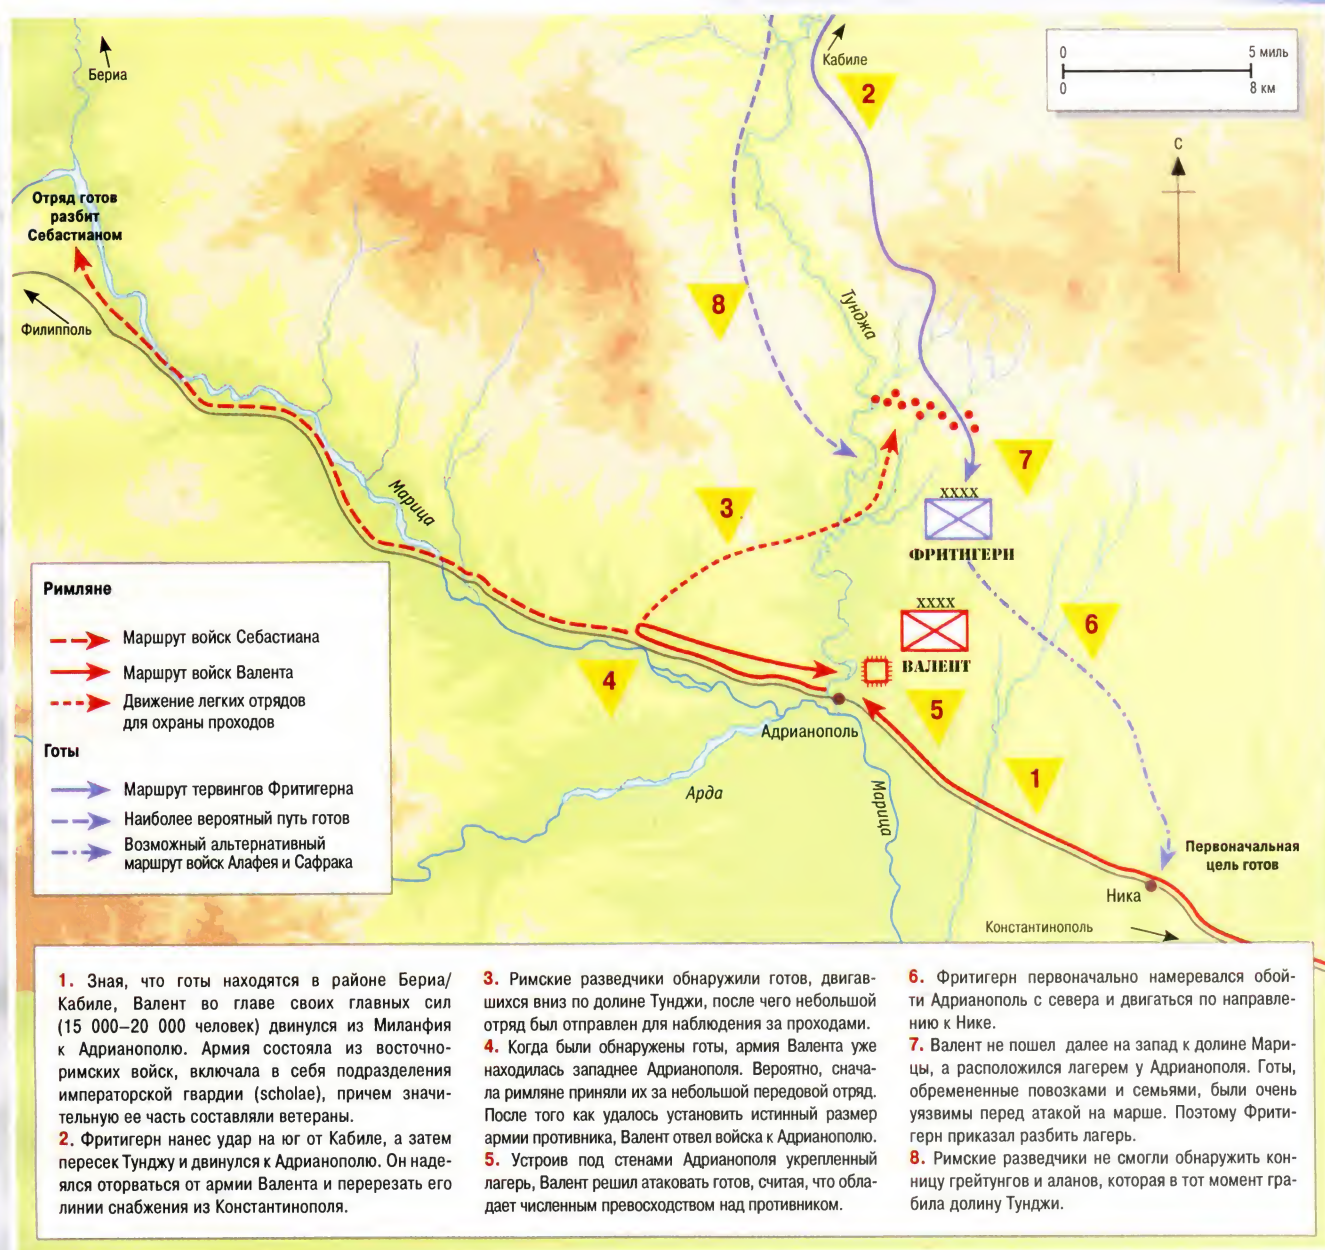 Бериа
Кабиле
2
0 5 миль
0 8 км
С
Отряд готов
разбит
Себастианом
Филипполь
8
Тунджа
7
3
Марица
XXXX
ФРИТИГЕРН
XXXX
ВАЛЕНТ
6
4
5
Адрианополь
1
Арда
Марица
Первоначальная
цель готов
Ника
Константинополь
Римляне
Маршрут войск Себастиана
Маршрут войск Валента
Движение легких отрядов
для охраны проходов
Готы
Маршрут тервингов Фритигерна
Наиболее вероятный путь готов
Возможный альтернативный
маршрут войск Алафея и Сафрака
1. Зная, что готы находятся в районе Бериа/
Кабиле, Валент во главе своих главных сил
(15 000–20 000 человек) двинулся из Миланфия
к Адрианополю. Армия состояла из восточно-
римских войск, включала в себя подразделения
императорской гвардии (scholae), причем значи-
тельную ее часть составляли ветераны.
2. Фритигерн нанес удар на юг от Кабиле, а затем
пересек Тунджу и двинулся к Адрианополю. Он наде-
ялся оторваться от армии Валента и перерезать его
линии снабжения из Константинополя.
3. Римские разведчики обнаружили готов, двигав-
шихся вниз по долине Тунджи, после чего небольшой
отряд был отправлен для наблюдения за проходами.
4. Когда были обнаружены готы, армия Валента уже
находилась западнее Адрианополя. Вероятно, снача-
ла римляне приняли их за небольшой передовой отряд.
После того как удалось установить истинный размер
армии противника, Валент отвел войска к Адрианополю.
5. Устроив под стенами Адрианополя укрепленный
лагерь, Валент решил атаковать готов, считая, что обла-
дает численным превосходством над противником.
6. Фритигерн первоначально намеревался обой-
ти Адрианополь с севера и двигаться по направле-
нию к Нике.
7. Валент не пошел далее на запад к долине Мари-
цы, а расположился лагерем у Адрианополя. Готы,
обремененные повозками и семьями, были очень
уязвимы перед атакой на марше. Поэтому Фрити-
герн приказал разбить лагерь.
8. Римские разведчики не смогли обнаружить кон-
ницу грейтунгов и аланов, которая в тот момент гра-
била долину Тунджи.